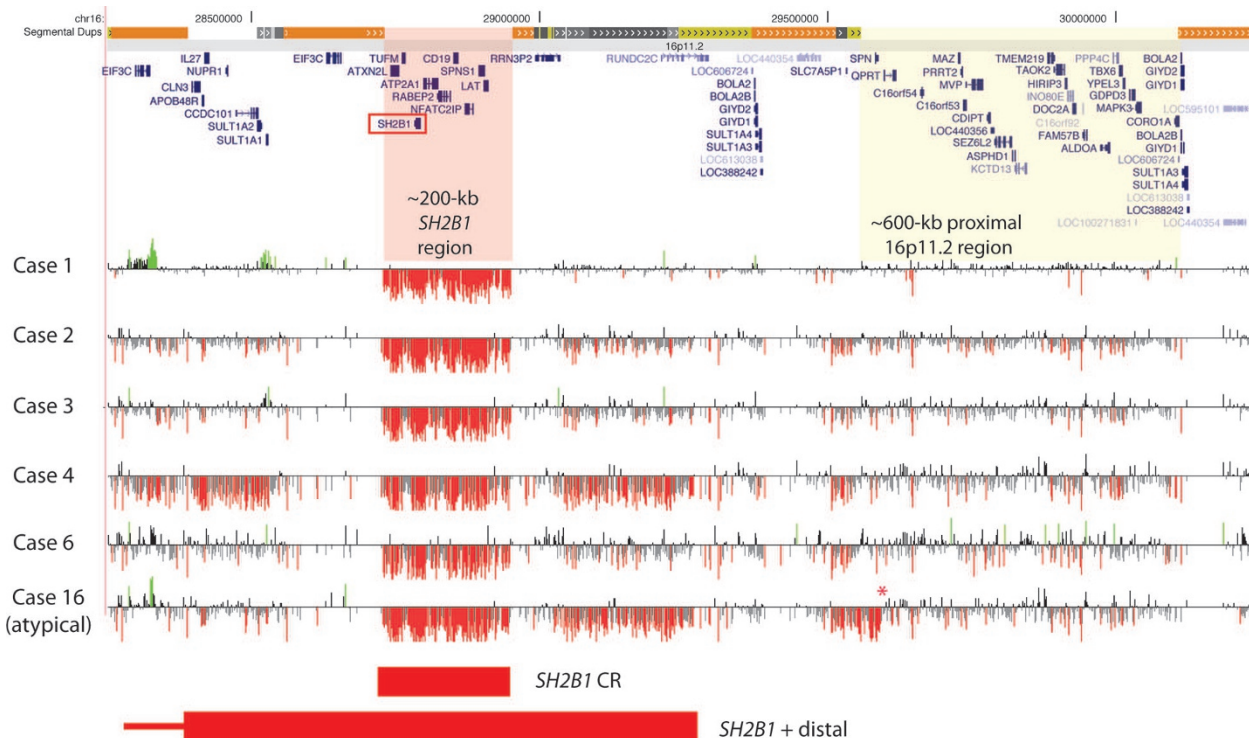 chr16: 28500000 29000000 29500000 30000000
Segmental Dups
16p11.2
IL27 EIF3C TUFM CD19 RRN3P2 RUNDC2C LOC440354 SPN MAZ TMEM219 PPP4C BOLA2
EIF3C NUPR1 ATXN2L SPNS1 LOC606724 SLC7A5P1 QPRT PRRT2 TAOK2 TBX6 GIYD2
CLN3 ATP2A1 LAT BOLA2 MVP HIRIP3 YPEL3 GIYD1
APOB48R RABEP2 BOLA2B C16orf54 INO80E GDPD3
CCDC101 NFATC2IP GIYD2 C16orf53 DOC2A MAPK3 LOC595101
SULT1A2 SH2B1 GIYD1 CDIPT C16orf92 CORO1A
SULT1A1 SULT1A4 LOC440356 FAM57B BOLA2B
SULT1A3 SEZ6L2 ALDOA GIYD1
LOC613038 ASPHD1 LOC606724
LOC388242 KCTD13 SULT1A3
SULT1A4
LOC613038
LOC388242
LOC100271831 LOC440354
~200-kb
SH2B1
region
~600-kb proximal
16p11.2 region
Case 1
Case 2
Case 3
Case 4
Case 6
Case 16 *
(atypical)
SH2B1 CR
SH2B1 + distal